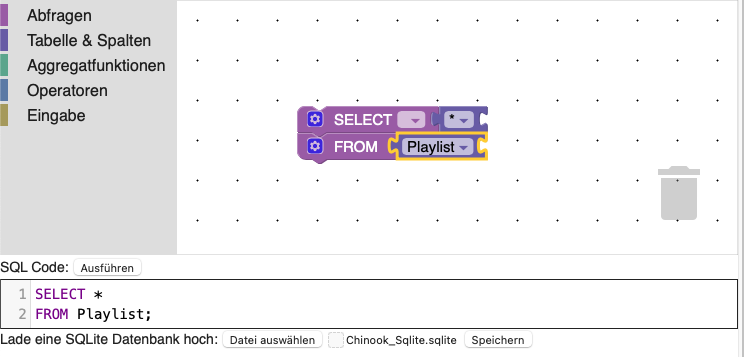 Abfragen
Tabelle & Spalten
Aggregatfunktionen
Operatoren
Eingabe
SELECT *
FROM Playlist
SQL Code: Ausführen
1 SELECT *
2 FROM Playlist;
Lade eine SQLite Datenbank hoch: Datei auswählen Chinook_Sqlite.sqlite Speichern